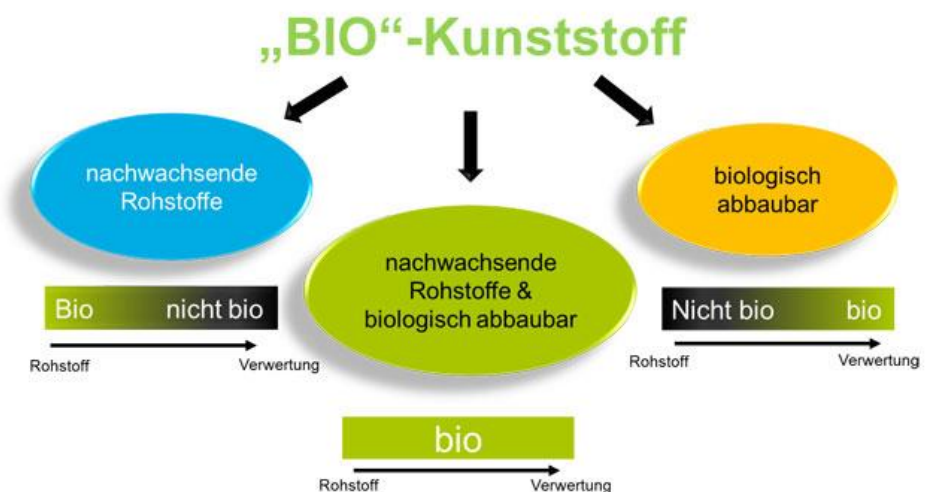 „BIO“-Kunststoff
nachwachsende
Rohstoffe
Bio nicht bio
Rohstoff Verwertung
nachwachsende
Rohstoffe &
biologisch abbaubar
bio
Rohstoff Verwertung
biologisch
abbaubar
Nicht bio bio
Rohstoff Verwertung